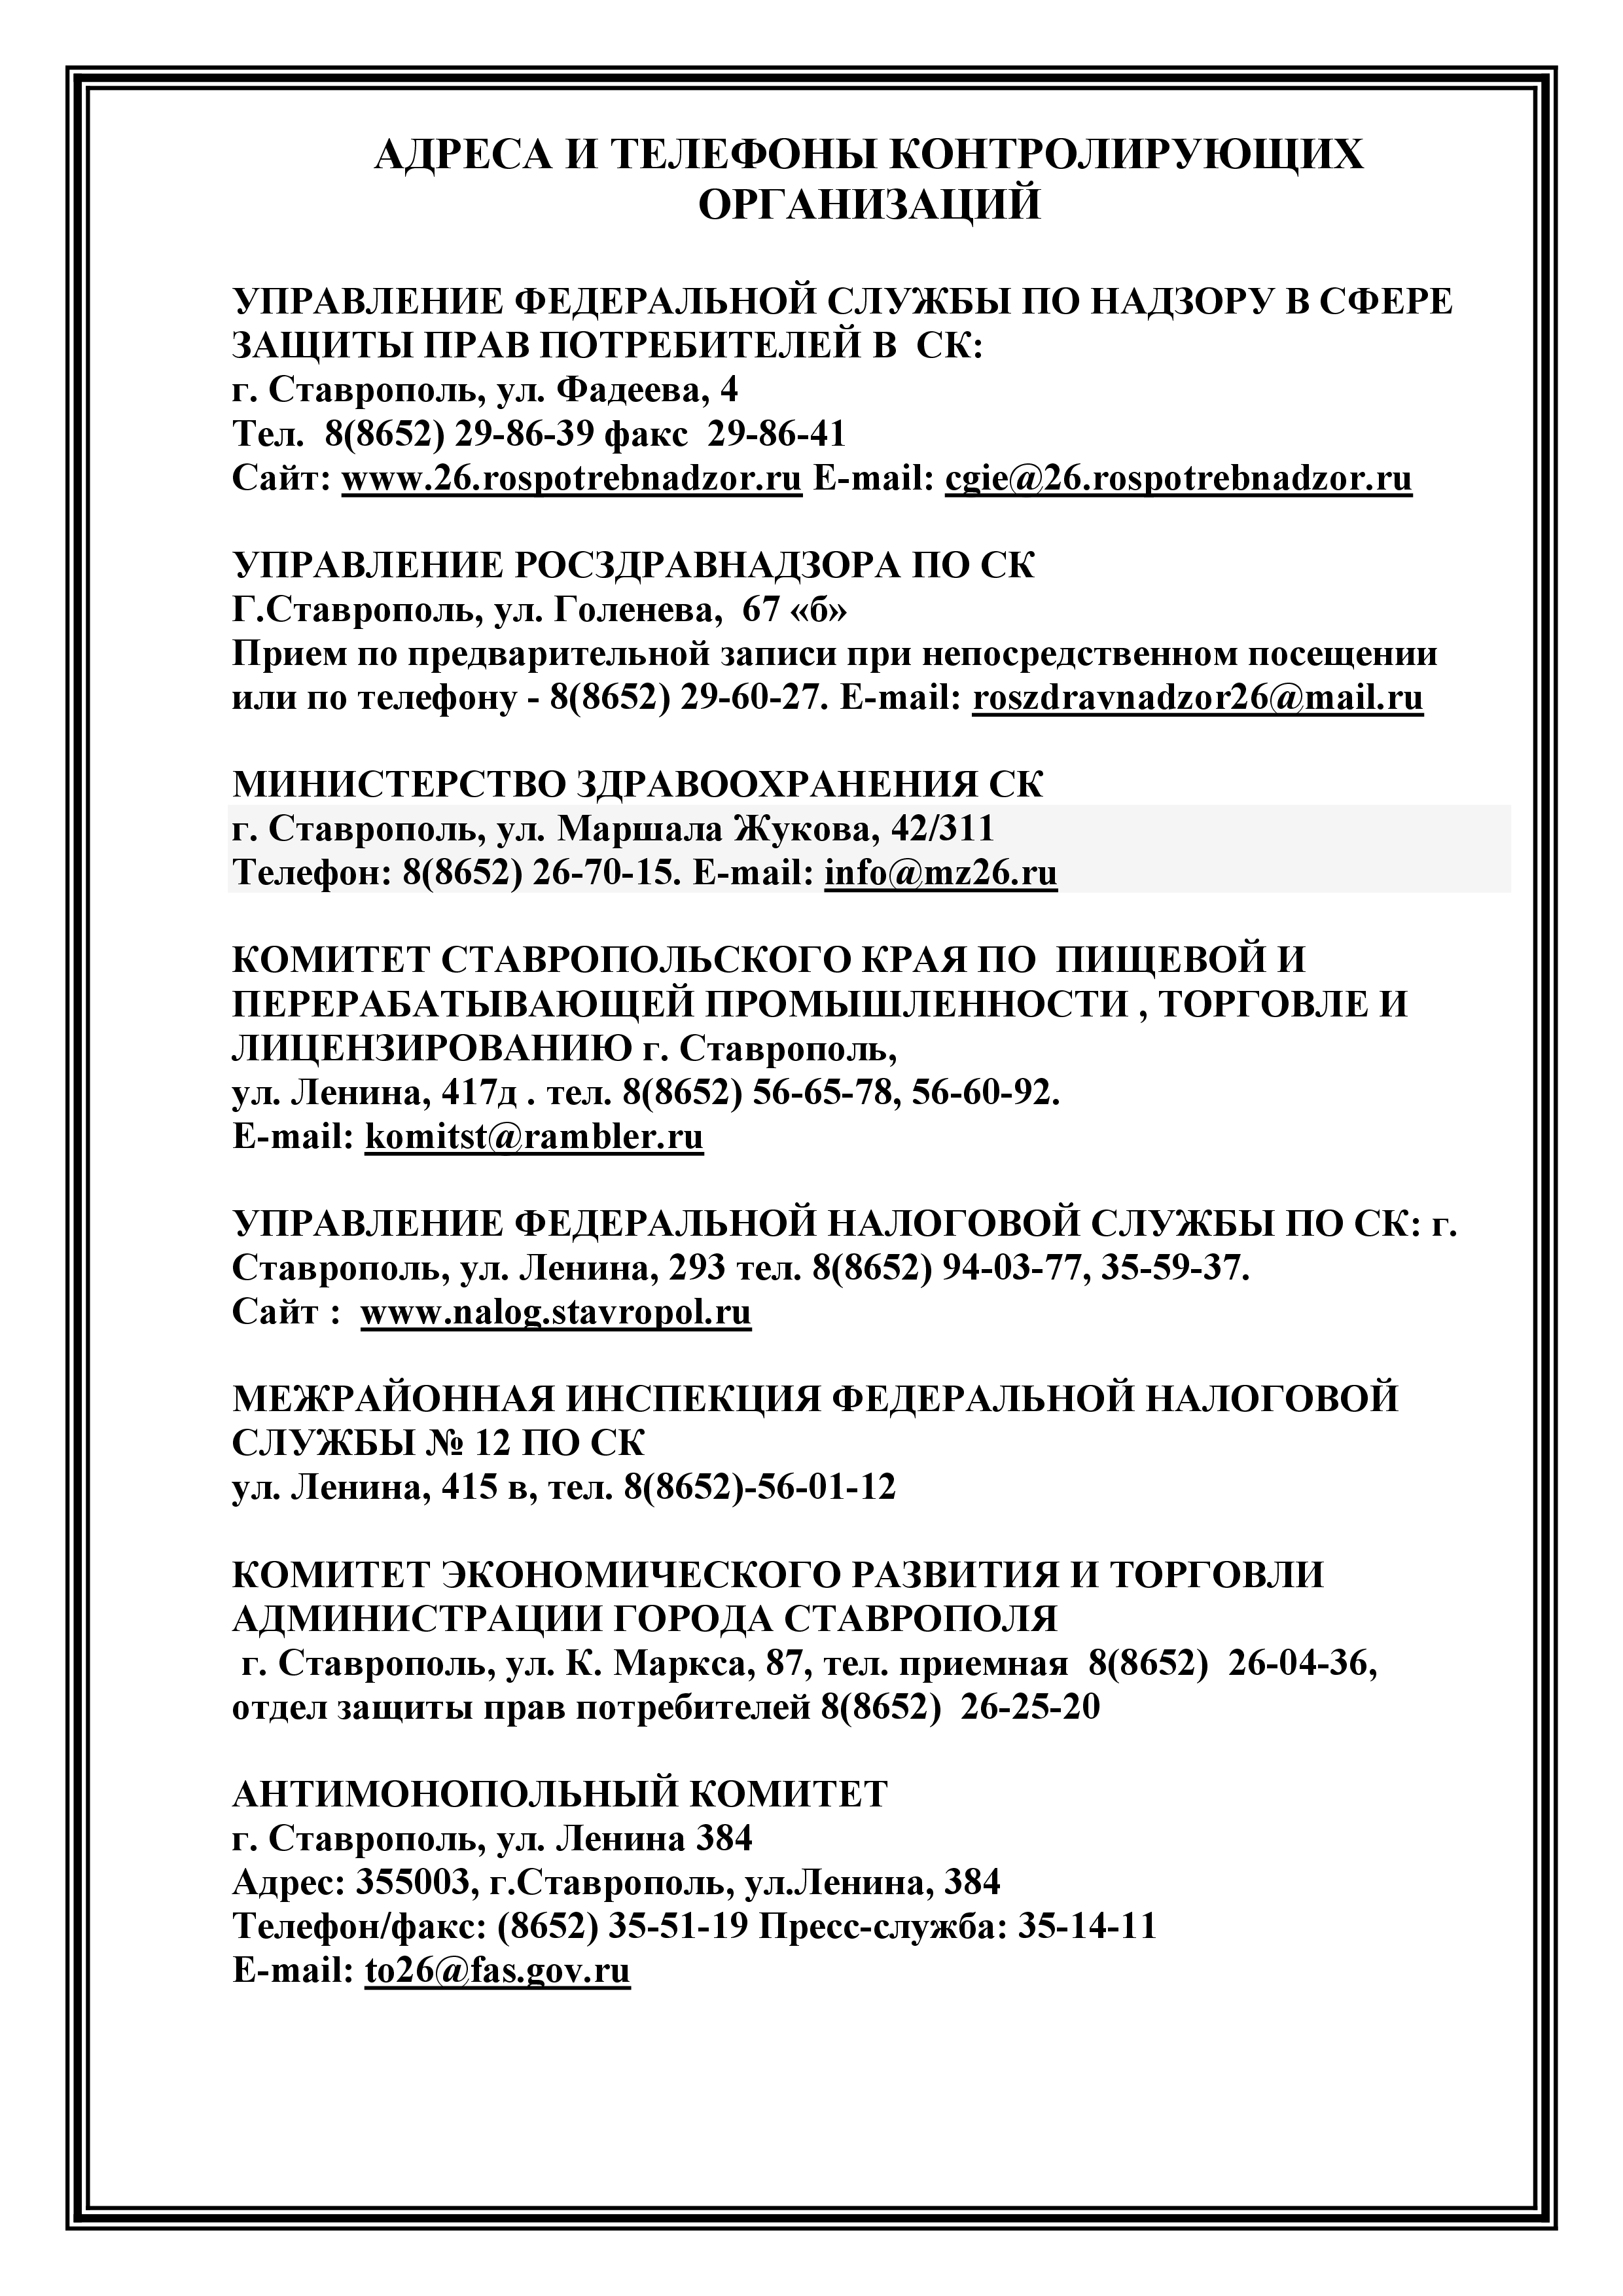 АДРЕСА И ТЕЛЕФОНЫ КОНТРОЛИРУЮЩИХ
ОРГАНИЗАЦИЙ
УПРАВЛЕНИЕ ФЕДЕРАЛЬНОЙ СЛУЖБЫ ПО НАДЗОРУ В СФЕРЕ
ЗАЩИТЫ ПРАВ ПОТРЕБИТЕЛЕЙ В  СК:
г. Ставрополь, ул. Фадеева, 4
Тел.  8(8652) 29-86-39 факс  29-86-41
Сайт: www.26.rospotrebnadzor.ru E-mail: cgie@26.rospotrebnadzor.ru
УПРАВЛЕНИЕ РОСЗДРАВНАДЗОРА ПО СК
Г.Ставрополь, ул. Голенева,  67 «б»
Прием по предварительной записи при непосредственном посещении
или по телефону - 8(8652) 29-60-27. E-mail: roszdravnadzor26@mail.ru
МИНИСТЕРСТВО ЗДРАВООХРАНЕНИЯ СК
г. Ставрополь, ул. Маршала Жукова, 42/311
Телефон: 8(8652) 26-70-15. E-mail: info@mz26.ru
КОМИТЕТ СТАВРОПОЛЬСКОГО КРАЯ ПО  ПИЩЕВОЙ И
ПЕРЕРАБАТЫВАЮЩЕЙ ПРОМЫШЛЕННОСТИ , ТОРГОВЛЕ И
ЛИЦЕНЗИРОВАНИЮ г. Ставрополь,
ул. Ленина, 417д . тел. 8(8652) 56-65-78, 56-60-92.
E-mail: komitst@rambler.ru
УПРАВЛЕНИЕ ФЕДЕРАЛЬНОЙ НАЛОГОВОЙ СЛУЖБЫ ПО СК: г.
Ставрополь, ул. Ленина, 293 тел. 8(8652) 94-03-77, 35-59-37.
Сайт :  www.nalog.stavropol.ru
МЕЖРАЙОННАЯ ИНСПЕКЦИЯ ФЕДЕРАЛЬНОЙ НАЛОГОВОЙ
СЛУЖБЫ № 12 ПО СК
ул. Ленина, 415 в, тел. 8(8652)-56-01-12
КОМИТЕТ ЭКОНОМИЧЕСКОГО РАЗВИТИЯ И ТОРГОВЛИ
АДМИНИСТРАЦИИ ГОРОДА СТАВРОПОЛЯ
г. Ставрополь, ул. К. Маркса, 87, тел. приемная  8(8652)  26-04-36,
отдел защиты прав потребителей 8(8652)  26-25-20
АНТИМОНОПОЛЬНЫЙ КОМИТЕТ
г. Ставрополь, ул. Ленина 384
Адрес: 355003, г.Ставрополь, ул.Ленина, 384
Телефон/факс: (8652) 35-51-19 Пресс-служба: 35-14-11
E-mail: to26@fas.gov.ru